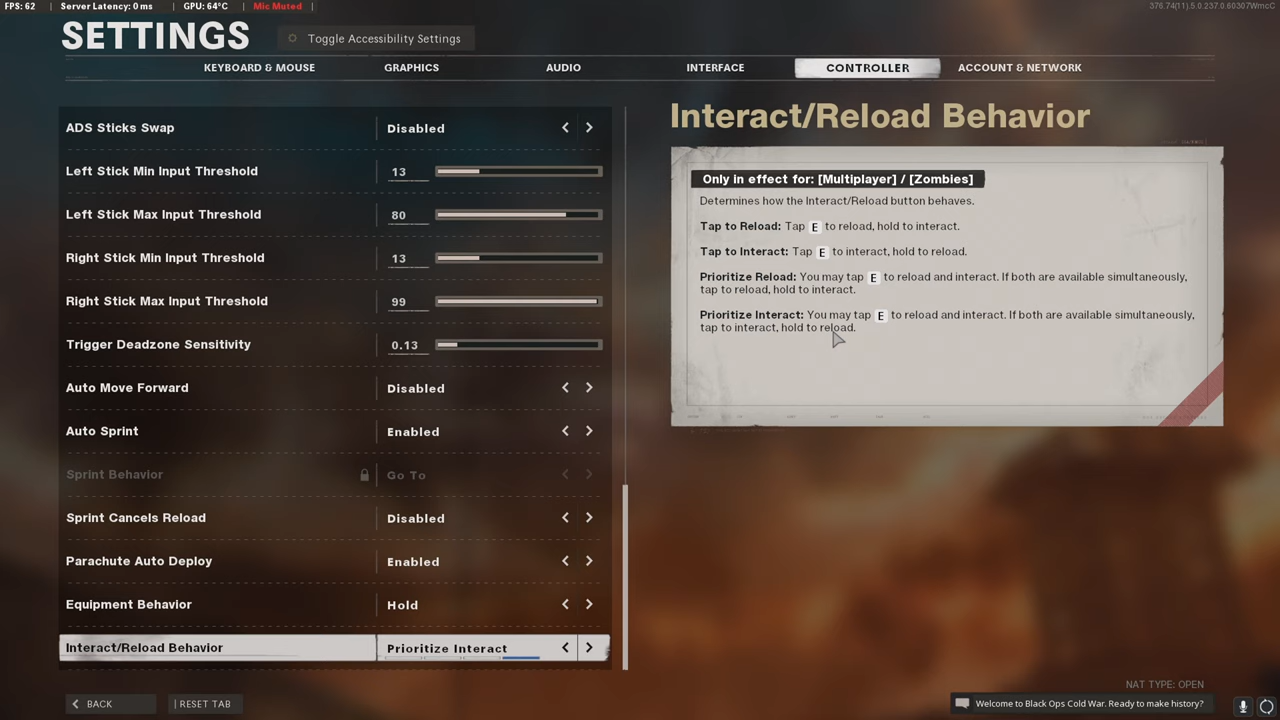 FPS: 62 | Server Latency: 0 ms | GPU: 64°C | Mic Muted |
376.74(11).5.0.237.0.60307WmcC
SETTINGS
Toggle Accessibility Settings
KEYBOARD & MOUSE GRAPHICS AUDIO INTERFACE CONTROLLER ACCOUNT & NETWORK
ADS Sticks Swap Disabled
Left Stick Min Input Threshold 13
Left Stick Max Input Threshold 80
Right Stick Min Input Threshold 13
Right Stick Max Input Threshold 99
Trigger Deadzone Sensitivity 0.13
Auto Move Forward Disabled
Auto Sprint Enabled
Sprint Behavior Go To
Sprint Cancels Reload Disabled
Parachute Auto Deploy Enabled
Equipment Behavior Hold
Interact/Reload Behavior Prioritize Interact
Interact/Reload Behavior
Only in effect for: [Multiplayer] / [Zombies]
Determines how the Interact/Reload button behaves.
Tap to Reload: Tap E to reload, hold to interact.
Tap to Interact: Tap E to interact, hold to reload.
Prioritize Reload: You may tap E to reload and interact. If both are available simultaneously,
tap to reload, hold to interact.
Prioritize Interact: You may tap E to reload and interact. If both are available simultaneously,
tap to interact, hold to reload.
BACK | RESET TAB
NAT TYPE: OPEN
Welcome to Black Ops Cold War. Ready to make history?